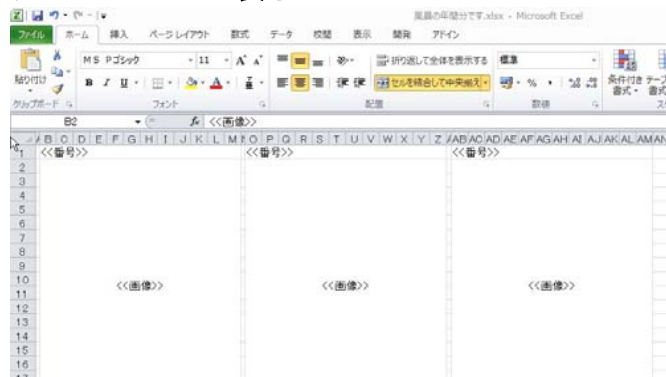 風景の年間分です.xlsx - Microsoft Excel
ファイル ホーム 挿入 ページ レイアウト 数式 データ 校閲 表示 開発 アドイン
MS Pゴシック 11 A A 折り返して全体を表示する 標準
貼り付け B I U A セルを結合して中央揃え % 条件付き 書式
クリップボード フォント 配置 数値
B2 fx <<画像>>
B C D E F G H I J K L M N O P Q R S T U V W X Y Z AA AB AC AD AE AF AG AH AI AJ AK AL AM AN
1 <<番号>> <<番号>> <<番号>>
2
3
4
5
6
7
8
9
10 <<画像>> <<画像>> <<画像>>
11
12
13
14
15
16
17